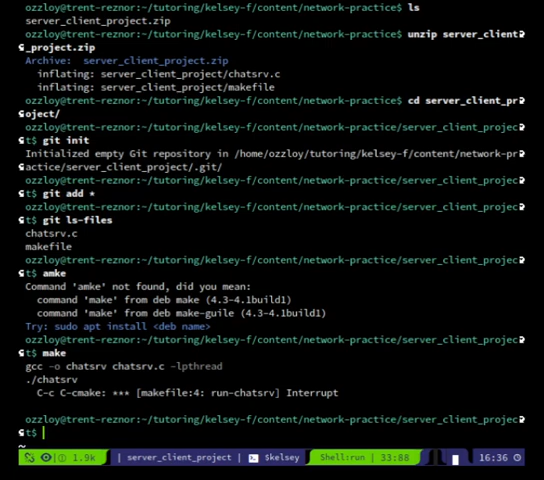 ozzloy@trent-reznor:~/tutoring/kelsey-f/content/network-practice$ ls
server_client_project.zip
ozzloy@trent-reznor:~/tutoring/kelsey-f/content/network-practice$ unzip server_client
_project.zip
Archive:  server_client_project.zip
  inflating: server_client_project/chatsrv.c
  inflating: server_client_project/makefile
ozzloy@trent-reznor:~/tutoring/kelsey-f/content/network-practice$ cd server_client_pr
oject/
ozzloy@trent-reznor:~/tutoring/kelsey-f/content/network-practice/server_client_projec
t$ git init
Initialized empty Git repository in /home/ozzloy/tutoring/kelsey-f/content/network-pr
actice/server_client_project/.git/
ozzloy@trent-reznor:~/tutoring/kelsey-f/content/network-practice/server_client_projec
t$ git add *
ozzloy@trent-reznor:~/tutoring/kelsey-f/content/network-practice/server_client_projec
t$ git ls-files
chatsrv.c
makefile
ozzloy@trent-reznor:~/tutoring/kelsey-f/content/network-practice/server_client_projec
t$ amke
Command 'amke' not found, did you mean:
  command 'make' from deb make (4.3-4.1build1)
  command 'make' from deb make-guile (4.3-4.1build1)
Try: sudo apt install <deb name>
ozzloy@trent-reznor:~/tutoring/kelsey-f/content/network-practice/server_client_projec
t$ make
gcc -o chatsrv chatsrv.c -lpthread
./chatsrv
  C-c C-cmake: *** [makefile:4: run-chatsrv] Interrupt
ozzloy@trent-reznor:~/tutoring/kelsey-f/content/network-practice/server_client_projec
t$
~
1.9k | server_client_project | $kelsey Shell:run | 33:88 16:36